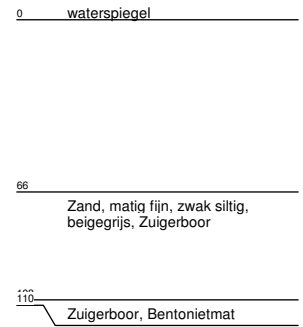 0 waterspiegel
66
Zand, matig fijn, zwak siltig,
beigegrijs, Zuigerboor
110
Zuigerboor, Bentonietmat